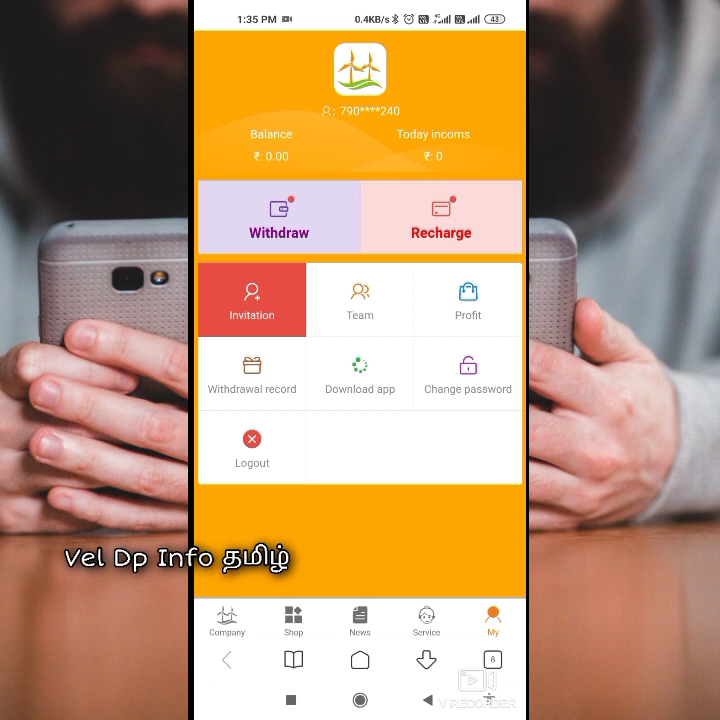 1:35 PM
0.4KB/s
43
790****240
Balance
Today incoms
₹: 0.00
₹: 0
Withdraw
Recharge
Invitation
Team
Profit
Withdrawal record
Download app
Change password
Logout
Vel Dp Info தமிழ்
Company
Shop
News
Service
My
6
V RECORDER